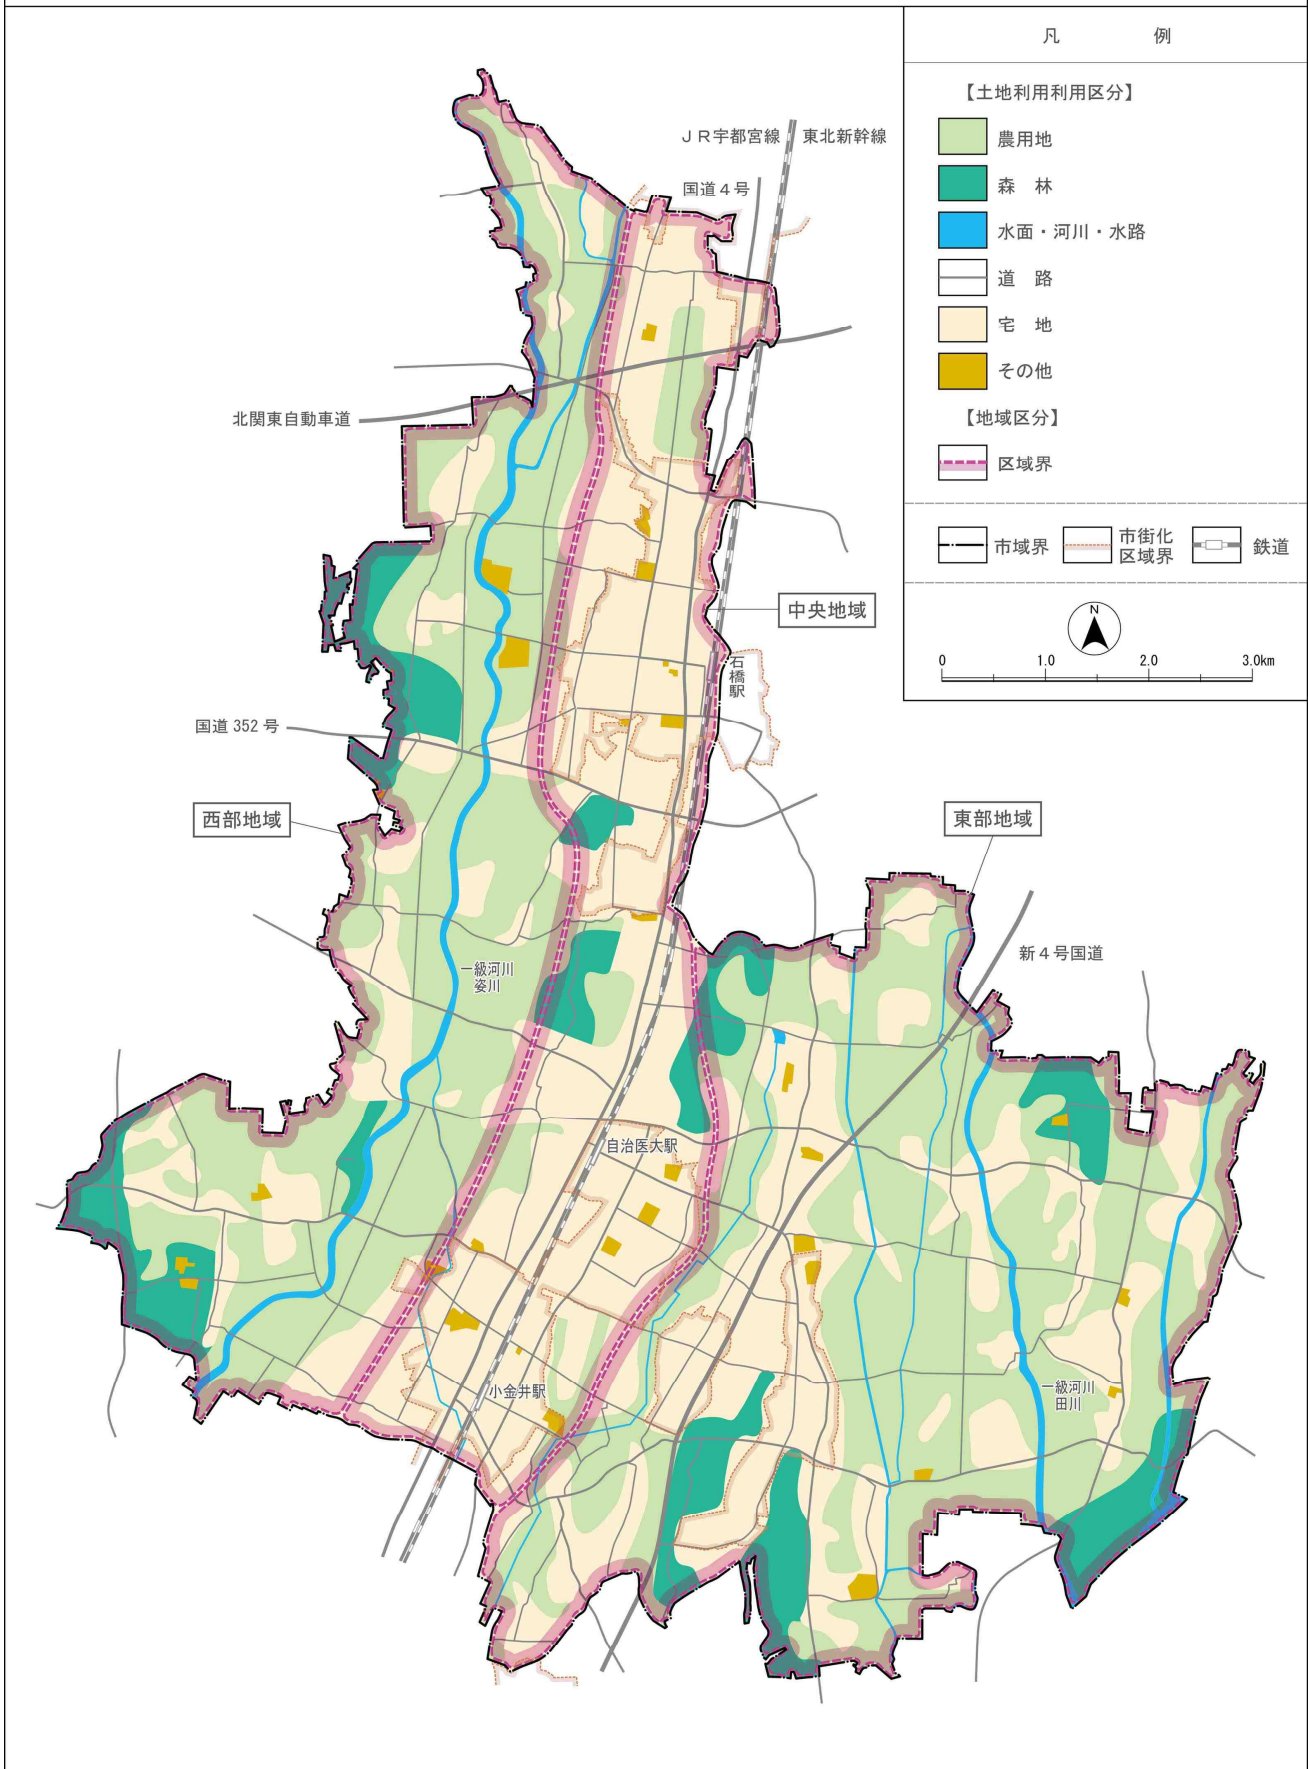 凡 例
【土地利用利用区分】
農用地
森 林
水面・河川・水路
道 路
宅 地
その他
【地域区分】
区域界
市域界
市街化
区域界
鉄道
N
0 1.0 2.0 3.0km
JR宇都宮線
東北新幹線
国道4号
北関東自動車道
中央地域
石橋駅
国道352号
西部地域
東部地域
新4号国道
一級河川
姿川
自治医大駅
小金井駅
一級河川
田川